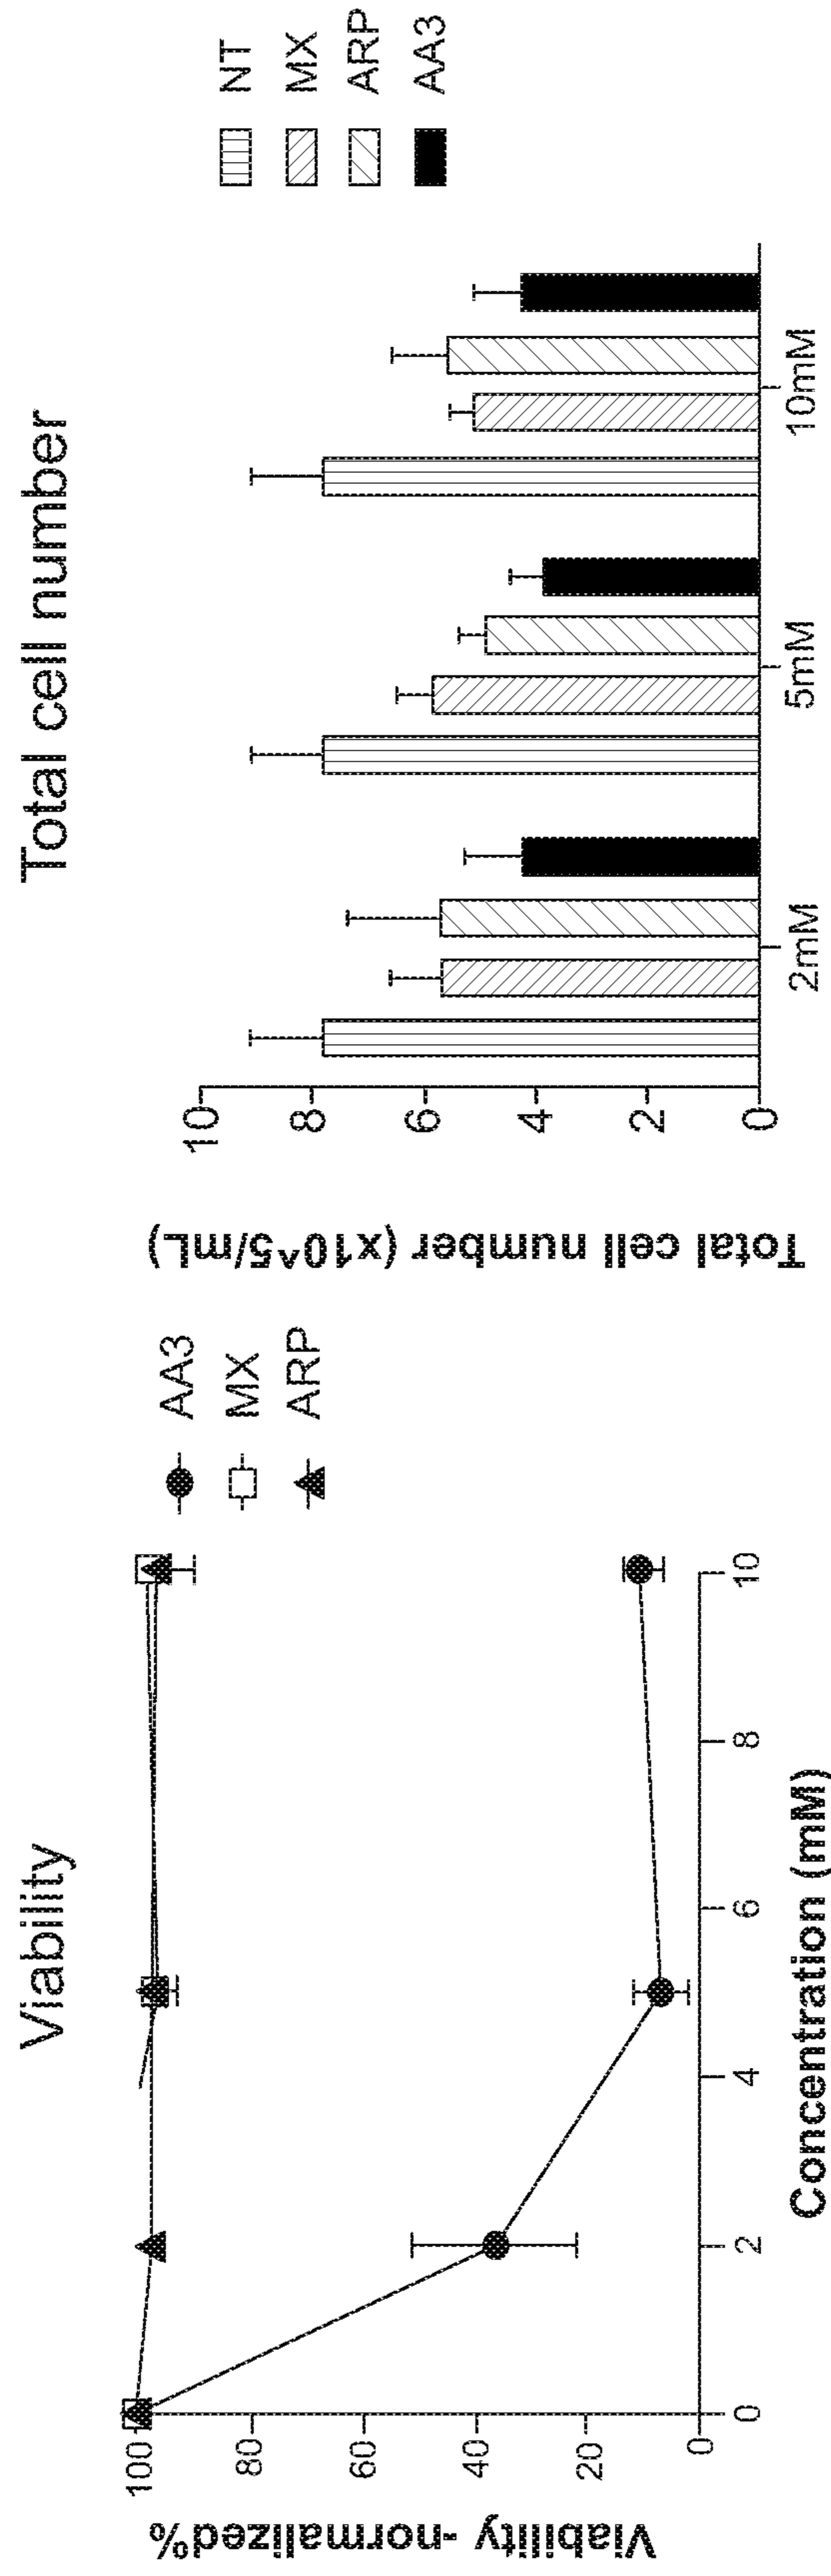 Viability
Viability -normalized%
100
80
60
40
20
0
0
2
4
6
8
10
Concentration (mM)
AA3
MX
ARP
Total cell number
Total cell number (x10^5/mL)
10
8
6
4
2
0
2mM
5mM
10mM
NT
MX
ARP
AA3